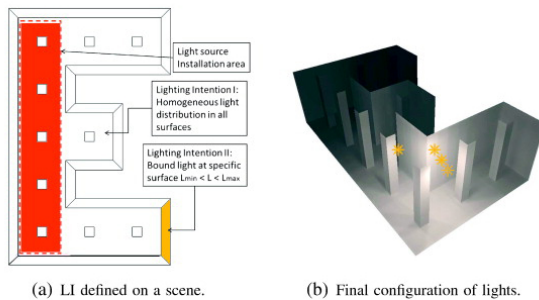 Light source
Installation area
Lighting Intention I:
Homogeneous light
distribution in all
surfaces
Lighting Intention II:
Bound light at specific
surface Lmin < L < Lmax
(a) LI defined on a scene.
(b) Final configuration of lights.